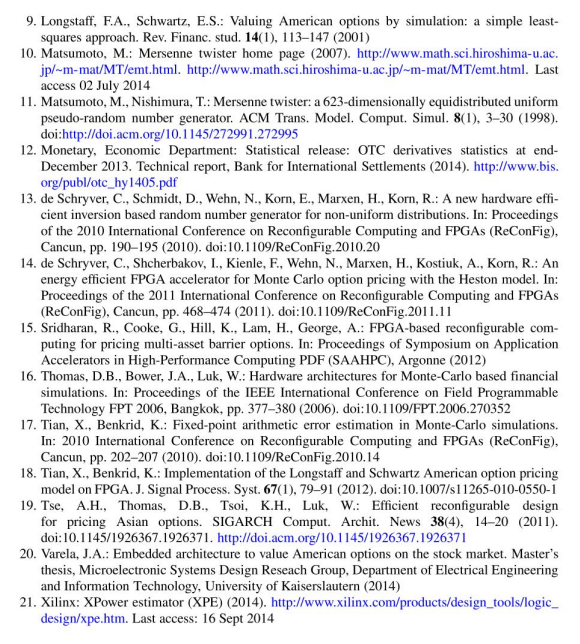 9. Longstaff, F.A., Schwartz, E.S.: Valuing American options by simulation: a simple least-
squares approach. Rev. Financ. stud. 14(1), 113–147 (2001)
10. Matsumoto, M.: Mersenne twister home page (2007). http://www.math.sci.hiroshima-u.ac.
jp/~m-mat/MT/emt.html. http://www.math.sci.hiroshima-u.ac.jp/~m-mat/MT/emt.html. Last
access 02 July 2014
11. Matsumoto, M., Nishimura, T.: Mersenne twister: a 623-dimensionally equidistributed uniform
pseudo-random number generator. ACM Trans. Model. Comput. Simul. 8(1), 3–30 (1998).
doi:http://doi.acm.org/10.1145/272991.272995
12. Monetary, Economic Department: Statistical release: OTC derivatives statistics at end-
December 2013. Technical report, Bank for International Settlements (2014). http://www.bis.
org/publ/otc_hy1405.pdf
13. de Schryver, C., Schmidt, D., Wehn, N., Korn, E., Marxen, H., Korn, R.: A new hardware effi-
cient inversion based random number generator for non-uniform distributions. In: Proceedings
of the 2010 International Conference on Reconfigurable Computing and FPGAs (ReConFig),
Cancun, pp. 190–195 (2010). doi:10.1109/ReConFig.2010.20
14. de Schryver, C., Shcherbakov, I., Kienle, F., Wehn, N., Marxen, H., Kostiuk, A., Korn, R.: An
energy efficient FPGA accelerator for Monte Carlo option pricing with the Heston model. In:
Proceedings of the 2011 International Conference on Reconfigurable Computing and FPGAs
(ReConFig), Cancun, pp. 468–474 (2011). doi:10.1109/ReConFig.2011.11
15. Sridharan, R., Cooke, G., Hill, K., Lam, H., George, A.: FPGA-based reconfigurable com-
puting for pricing multi-asset barrier options. In: Proceedings of Symposium on Application
Accelerators in High-Performance Computing PDF (SAAHPC), Argonne (2012)
16. Thomas, D.B., Bower, J.A., Luk, W.: Hardware architectures for Monte-Carlo based financial
simulations. In: Proceedings of the IEEE International Conference on Field Programmable
Technology FPT 2006, Bangkok, pp. 377–380 (2006). doi:10.1109/FPT.2006.270352
17. Tian, X., Benkrid, K.: Fixed-point arithmetic error estimation in Monte-Carlo simulations.
In: 2010 International Conference on Reconfigurable Computing and FPGAs (ReConFig),
Cancun, pp. 202–207 (2010). doi:10.1109/ReConFig.2010.14
18. Tian, X., Benkrid, K.: Implementation of the Longstaff and Schwartz American option pricing
model on FPGA. J. Signal Process. Syst. 67(1), 79–91 (2012). doi:10.1007/s11265-010-0550-1
19. Tse, A.H., Thomas, D.B., Tsoi, K.H., Luk, W.: Efficient reconfigurable design
for pricing Asian options. SIGARCH Comput. Archit. News 38(4), 14–20 (2011).
doi:10.1145/1926367.1926371. http://doi.acm.org/10.1145/1926367.1926371
20. Varela, J.A.: Embedded architecture to value American options on the stock market. Master's
thesis, Microelectronic Systems Design Reseach Group, Department of Electrical Engineering
and Information Technology, University of Kaiserslautern (2014)
21. Xilinx: XPower estimator (XPE) (2014). http://www.xilinx.com/products/design_tools/logic_
design/xpe.htm. Last access: 16 Sept 2014